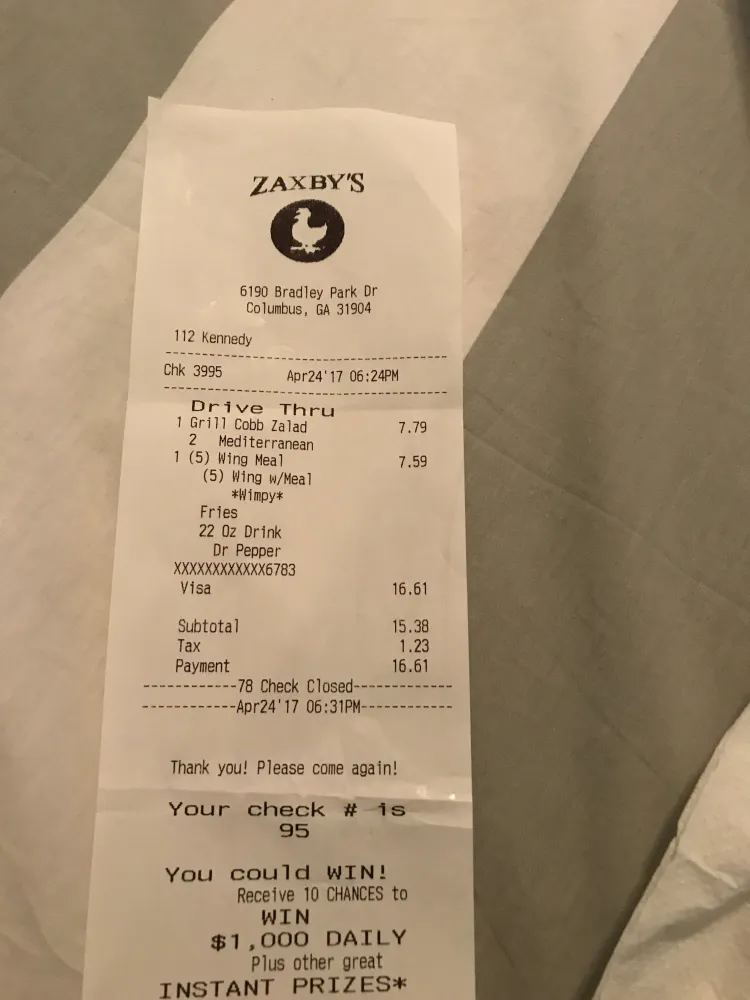 ZAXBY'S
6190 Bradley Park Dr
Columbus, GA 31904
112 Kennedy
Chk 3995 Apr24'17 06:24PM
Drive Thru
1 Grill Cobb Zalad 7.79
2 Mediterranean
1 (5) Wing Meal 7.59
(5) Wing w/Meal
*Wimpy*
Fries
22 Oz Drink
Dr Pepper
XXXXXXXXXXXX6783
Visa 16.61
Subtotal 15.38
Tax 1.23
Payment 16.61
------------78 Check Closed------------
------------Apr24'17 06:31PM------------
Thank you! Please come again!
Your check # is
95
You could WIN!
Receive 10 CHANCES to
WIN
$1,000 DAILY
Plus other great
INSTANT PRIZES*